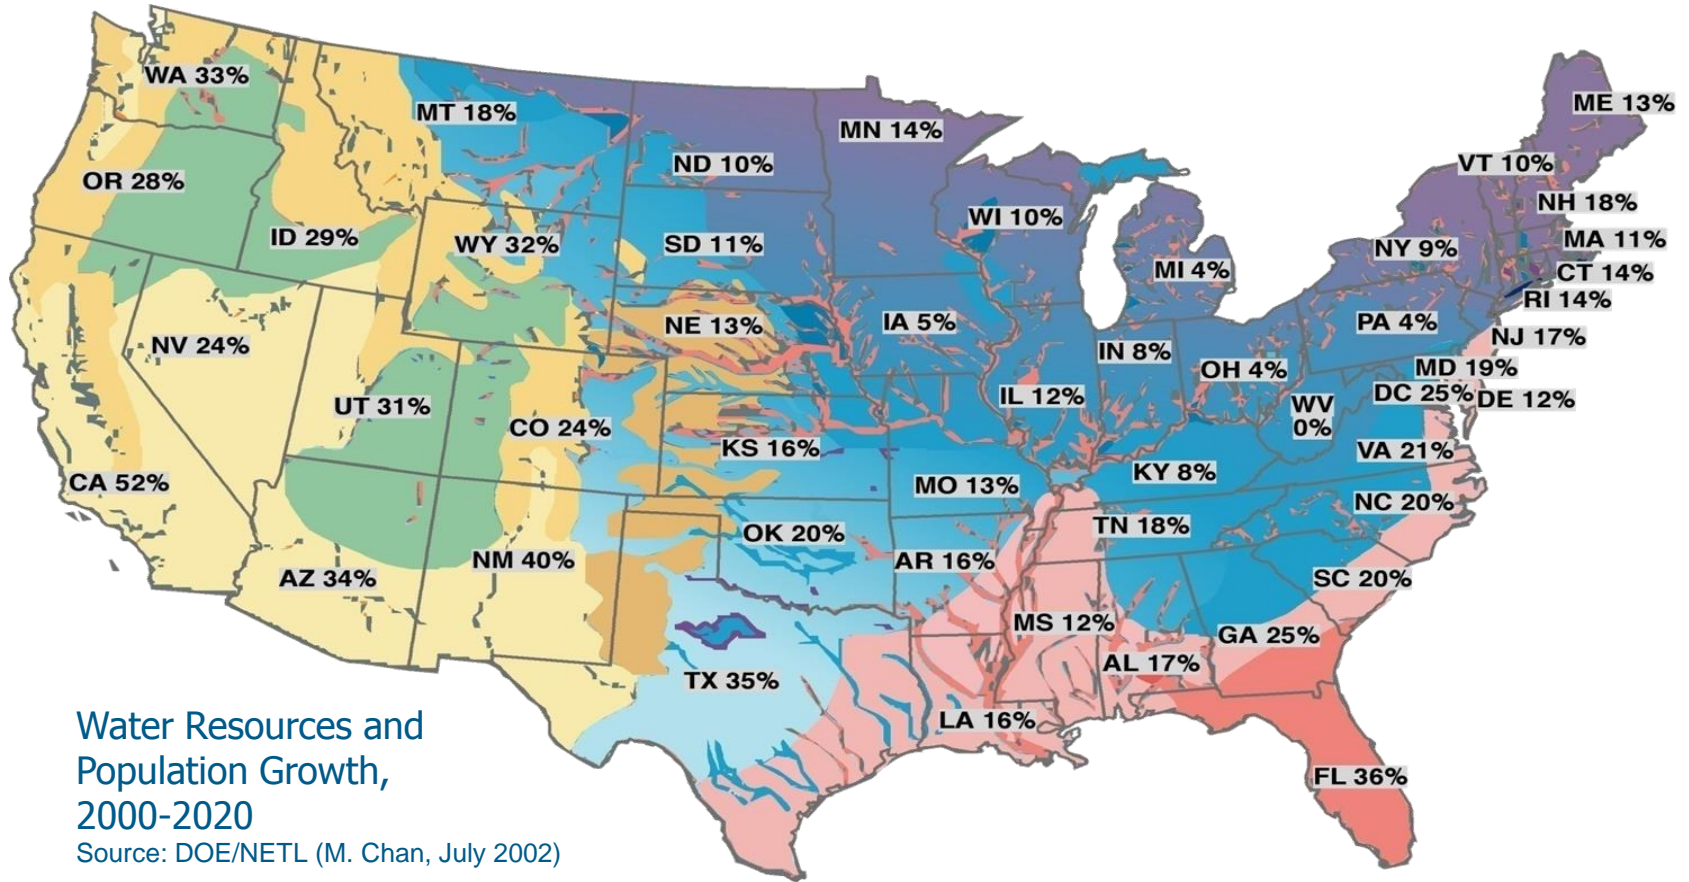 WA 33%
MT 18%
ME 13%
MN 14%
ND 10%
VT 10%
OR 28%
NH 18%
WI 10%
ID 29%
WY 32%
SD 11%
NY 9%
MA 11%
MI 4%
CT 14%
RI 14%
NE 13%
IA 5%
PA 4%
NV 24%
IN 8%
NJ 17%
OH 4%
MD 19%
UT 31%
IL 12%
DC 25%
DE 12%
CO 24%
WV
0%
KS 16%
VA 21%
CA 52%
MO 13%
KY 8%
NC 20%
OK 20%
TN 18%
NM 40%
AR 16%
AZ 34%
SC 20%
MS 12%
GA 25%
AL 17%
TX 35%
LA 16%
FL 36%
Water Resources and
Population Growth,
2000-2020
Source: DOE/NETL (M. Chan, July 2002)